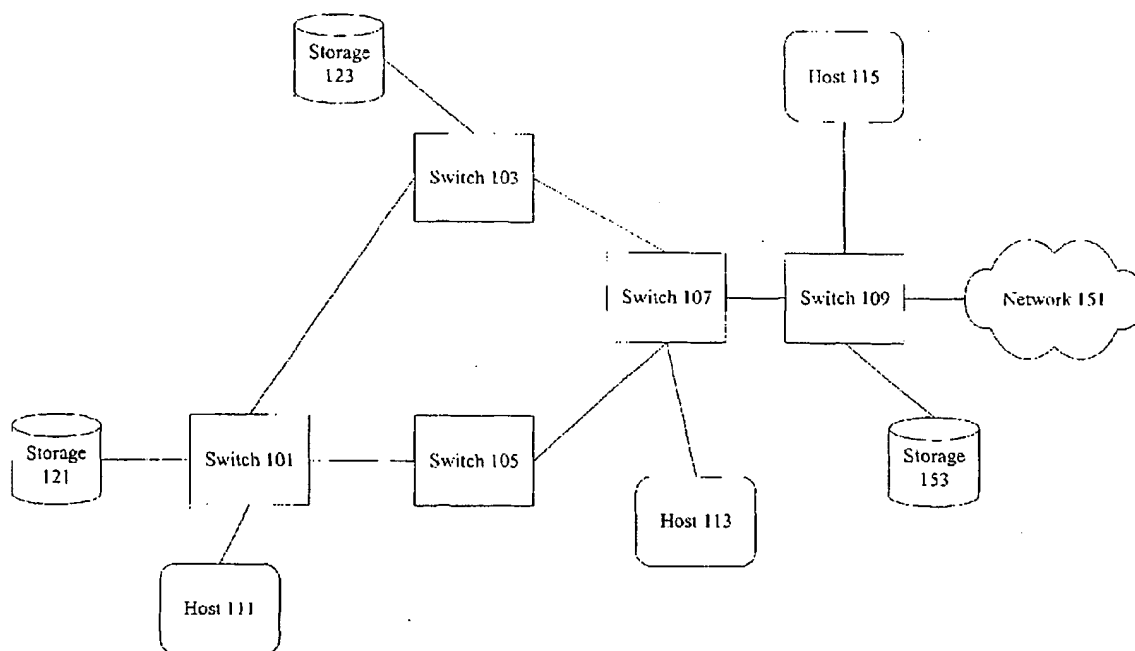 Storage
123
Host 115
Switch 103
Switch 107
Switch 109
Network 151
Storage
121
Switch 101
Switch 105
Storage
153
Host 113
Host 111